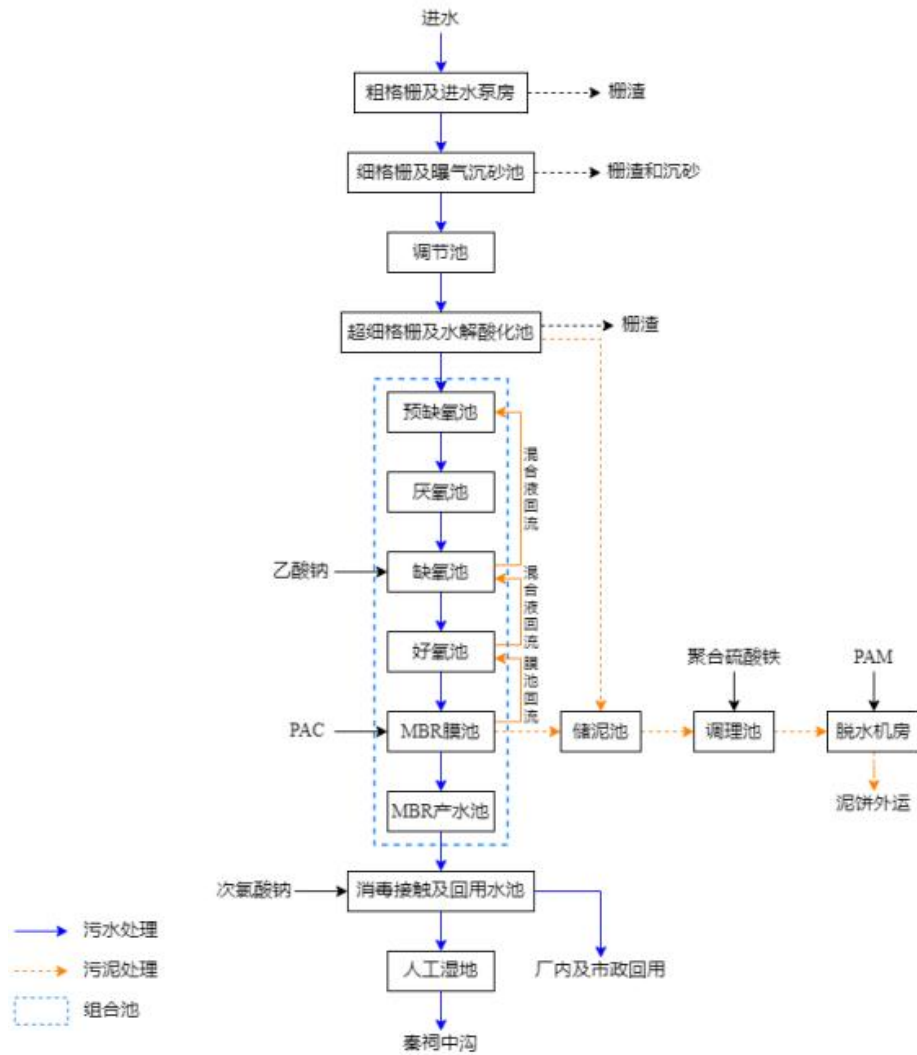 进水
粗格栅及进水泵房
栅渣
细格栅及曝气沉砂池
栅渣和沉砂
调节池
超细格栅及水解酸化池
栅渣
预缺氧池
混合液回流
厌氧池
乙酸钠
缺氧池
混合液回流
好氧池
膜池回流
聚合硫酸铁
PAM
PAC
MBR膜池
储泥池
调理池
脱水机房
MBR产水池
泥饼外运
次氯酸钠
消毒接触及回用水池
污水处理
污泥处理
人工湿地
厂内及市政回用
组合池
秦祠中沟